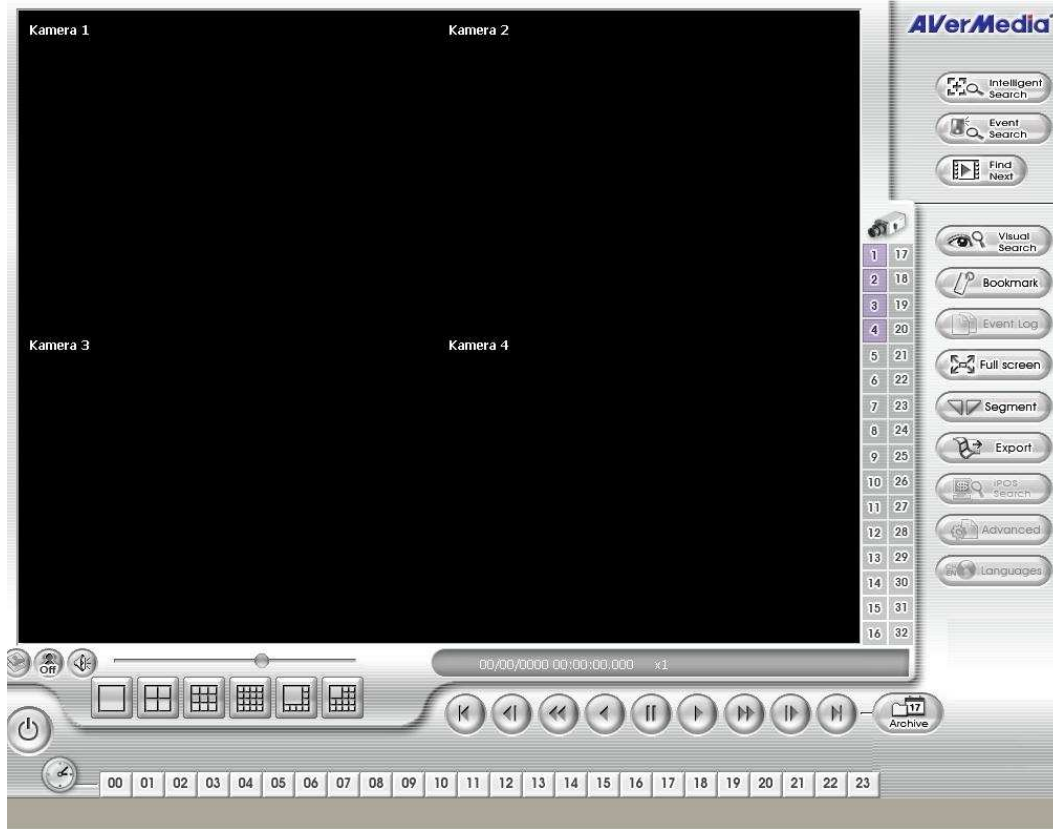 Kamera 1
Kamera 2
Kamera 3
Kamera 4
AVerMedia
Intelligent
Search
Event
Search
Find
Next
Visual
Search
Bookmark
Event Log
Full screen
Segment
Export
iPOS
Search
Advanced
Languages
1 17
2 18
3 19
4 20
5 21
6 22
7 23
8 24
9 25
10 26
11 27
12 28
13 29
14 30
15 31
16 32
Off
00/00/0000 00:00:00.000 x1
17
Archive
00 01 02 03 04 05 06 07 08 09 10 11 12 13 14 15 16 17 18 19 20 21 22 23